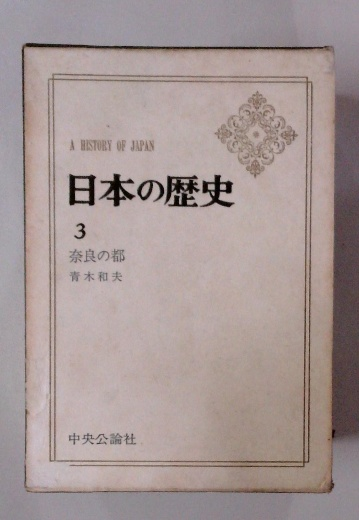 A HISTORY OF JAPAN
日本の歴史
3
奈良の都
青木和夫
中央公論社